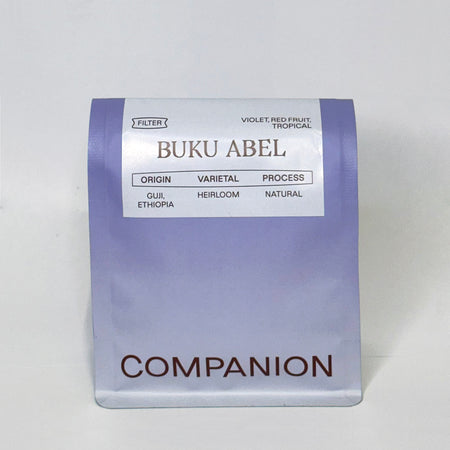 FILTER
VIOLET, RED FRUIT,
TROPICAL
BUKU ABEL
ORIGIN VARIETAL PROCESS
GUJI, HEIRLOOM NATURAL
ETHIOPIA
COMPANION